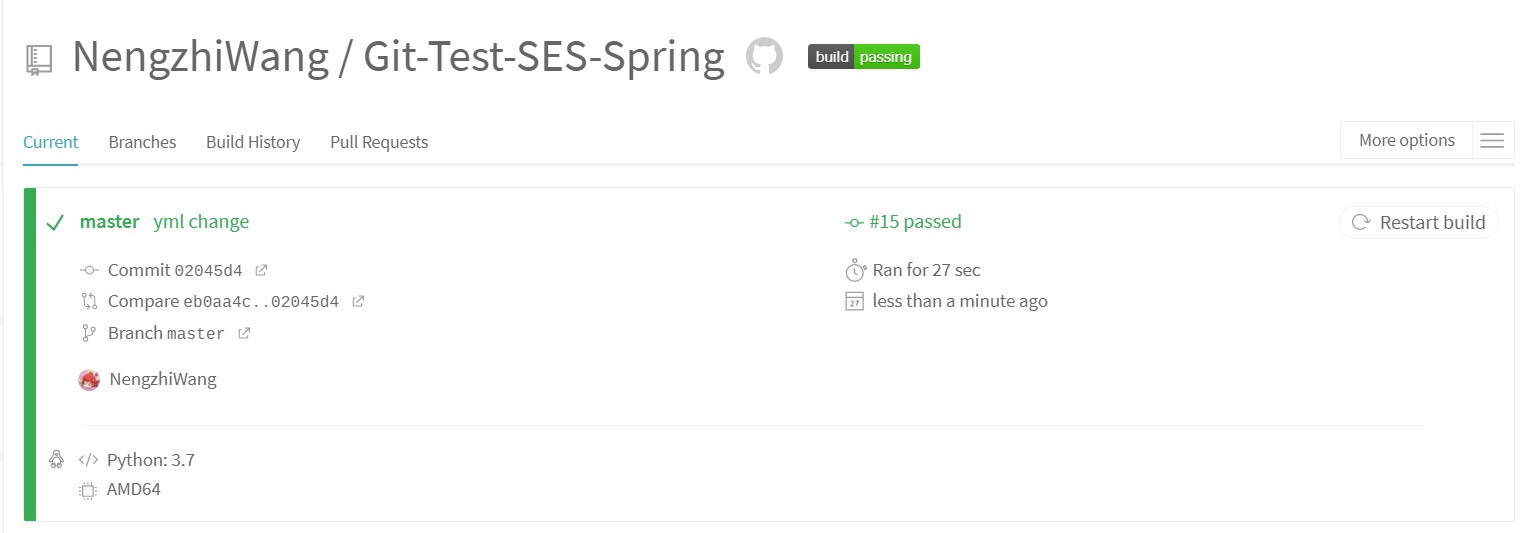 NengzhiWang / Git-Test-SES-Spring build passing
Current Branches Build History Pull Requests More options
master yml change #15 passed Restart build
Commit 02045d4 Ran for 27 sec
Compare eb0aa4c..02045d4 27 less than a minute ago
Branch master
NengzhiWang
</> Python: 3.7
AMD64